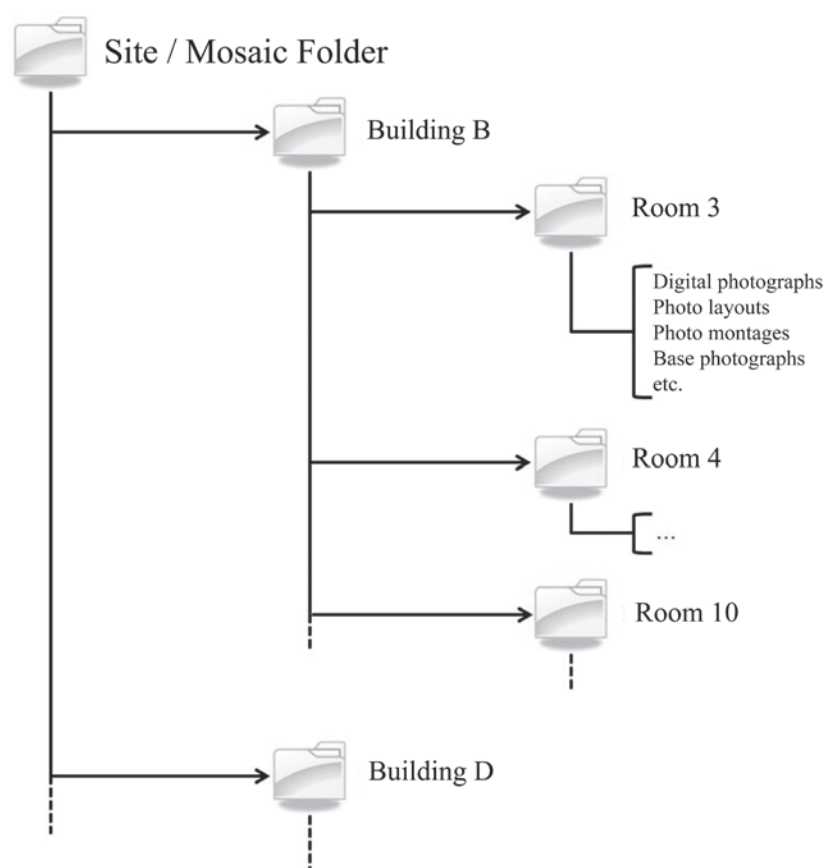 Site / Mosaic Folder
Building B
Room 3
Digital photographs
Photo layouts
Photo montages
Base photographs
etc.
Room 4
...
Room 10
Building D